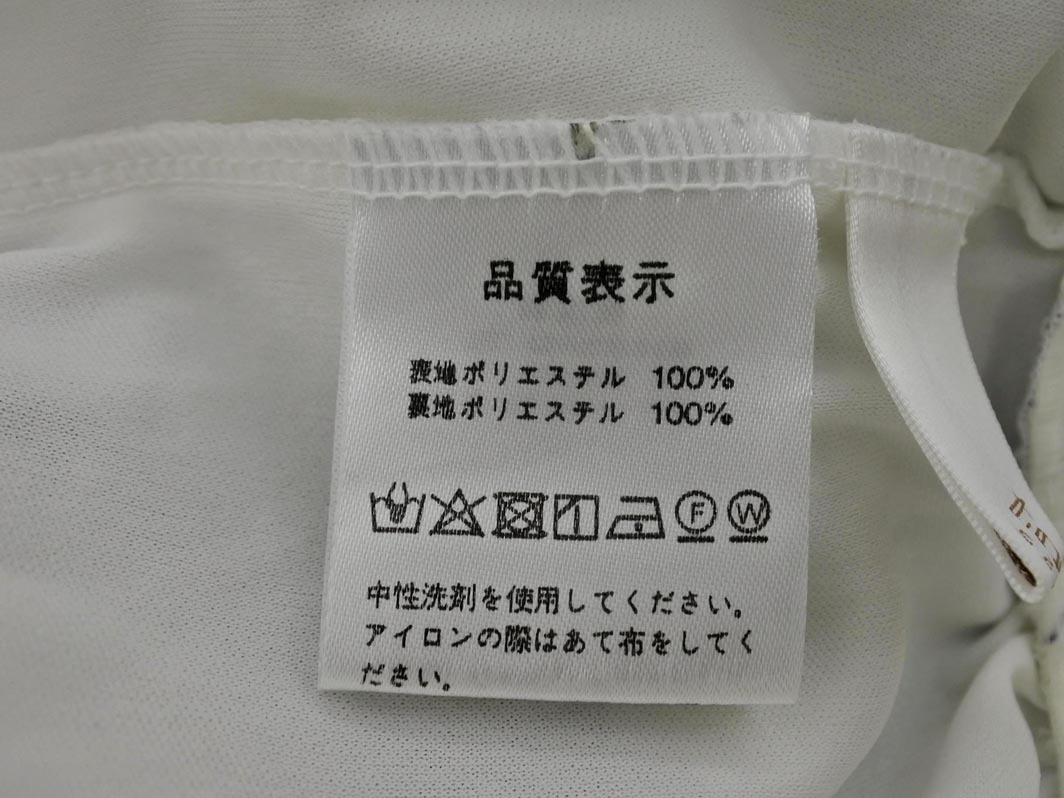 品質表示
表地ポリエステル 100%
裏地ポリエステル 100%
F W
中性洗剤を使用してください。
アイロンの際はあて布をしてく
ださい。